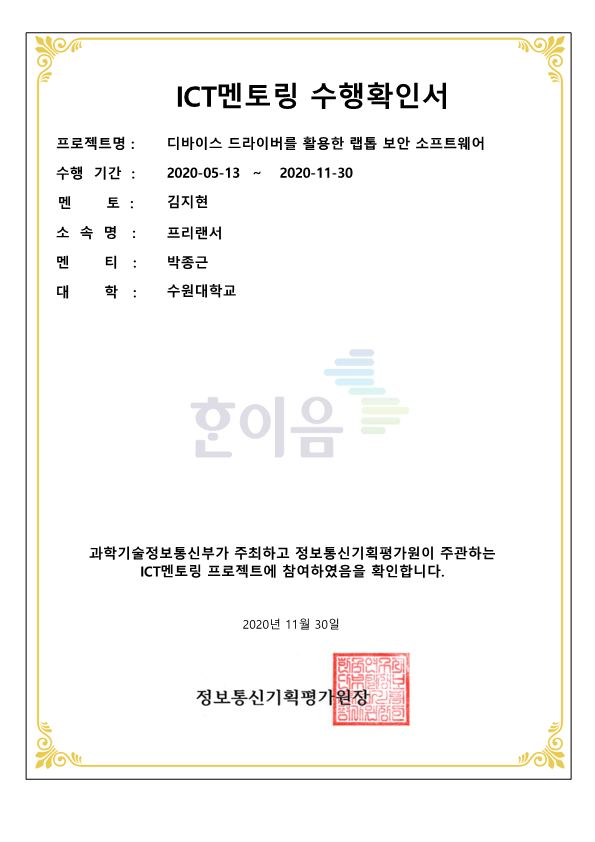 ICT멘토링 수행확인서
프로젝트명 : 디바이스 드라이버를 활용한 랩톱 보안 소프트웨어
수행 기간 : 2020-05-13 ~ 2020-11-30
멘 토 : 김지현
소 속 명 : 프리랜서
멘 티 : 박종근
대 학 : 수원대학교
한이음
과학기술정보통신부가 주최하고 정보통신기획평가원이 주관하는
ICT멘토링 프로젝트에 참여하였음을 확인합니다.
2020년 11월 30일
정보통신기획평가원장